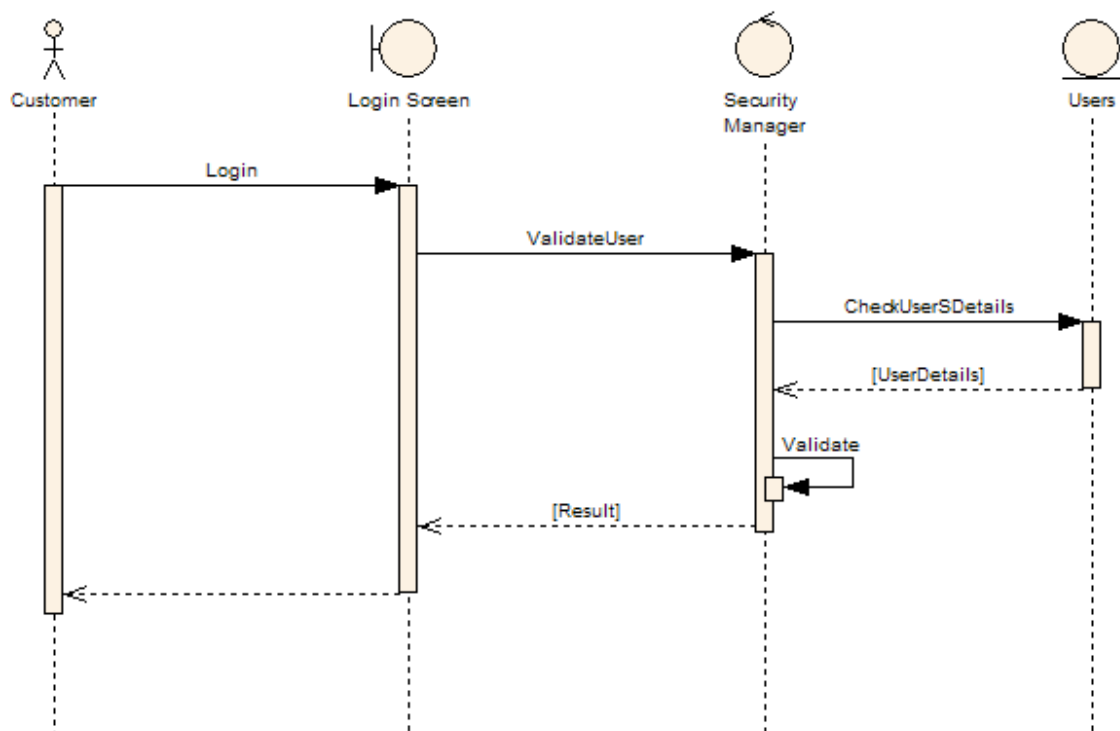 Customer
Login Screen
Security
Manager
Users
Login
ValidateUser
CheckUserSDetails
[UserDetails]
Validate
[Result]